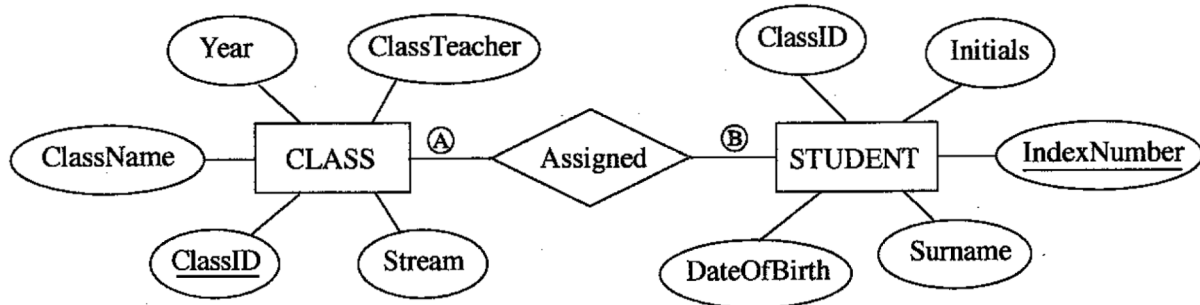 Year
ClassTeacher
ClassID
Initials
ClassName
CLASS
A
Assigned
B
STUDENT
IndexNumber
ClassID
Stream
DateOfBirth
Surname